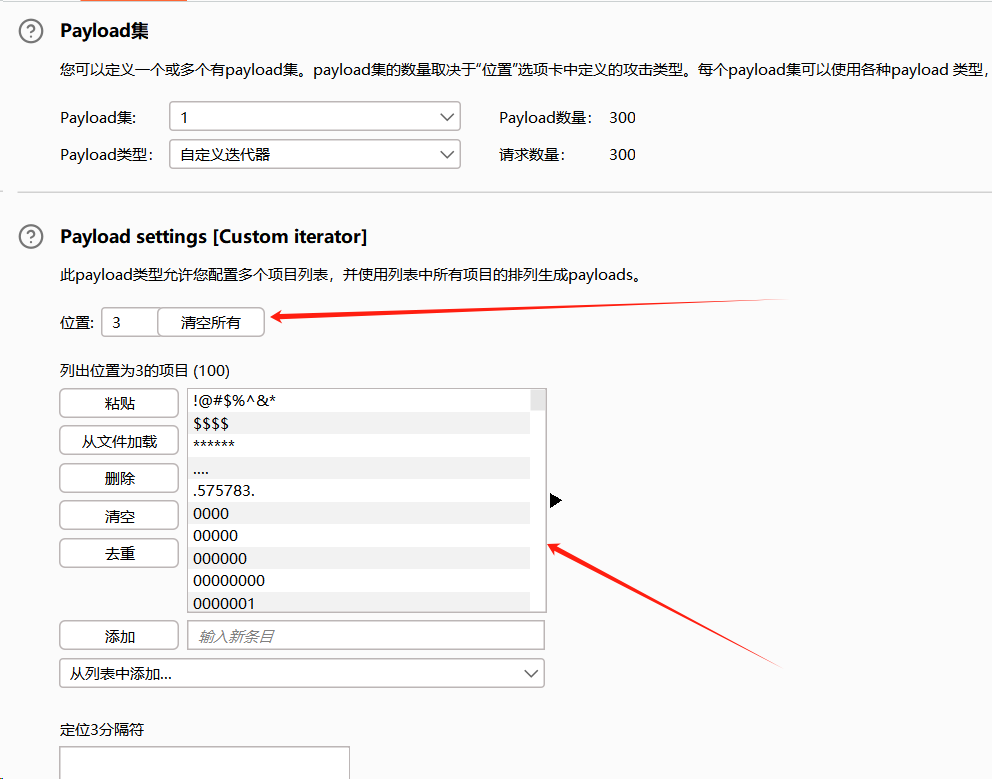 Payload集
您可以定义一个或多个有payload集。payload集的数量取决于“位置”选项卡中定义的攻击类型。每个payload集可以使用各种payload 类型，
Payload集: 1 Payload数量： 300
Payload类型： 自定义迭代器 请求数量： 300
Payload settings [Custom iterator]
此payload类型允许您配置多个项目列表，并使用列表中所有项目的排列生成payloads。
位置: 3 清空所有
列出位置为3的项目 (100)
粘贴
从文件加载
删除
清空
去重
!@#$%^&*
$$$$
******
....
.575783.
0000
00000
000000
00000000
0000001
添加 输入新条目
从列表中添加...
定位3分隔符